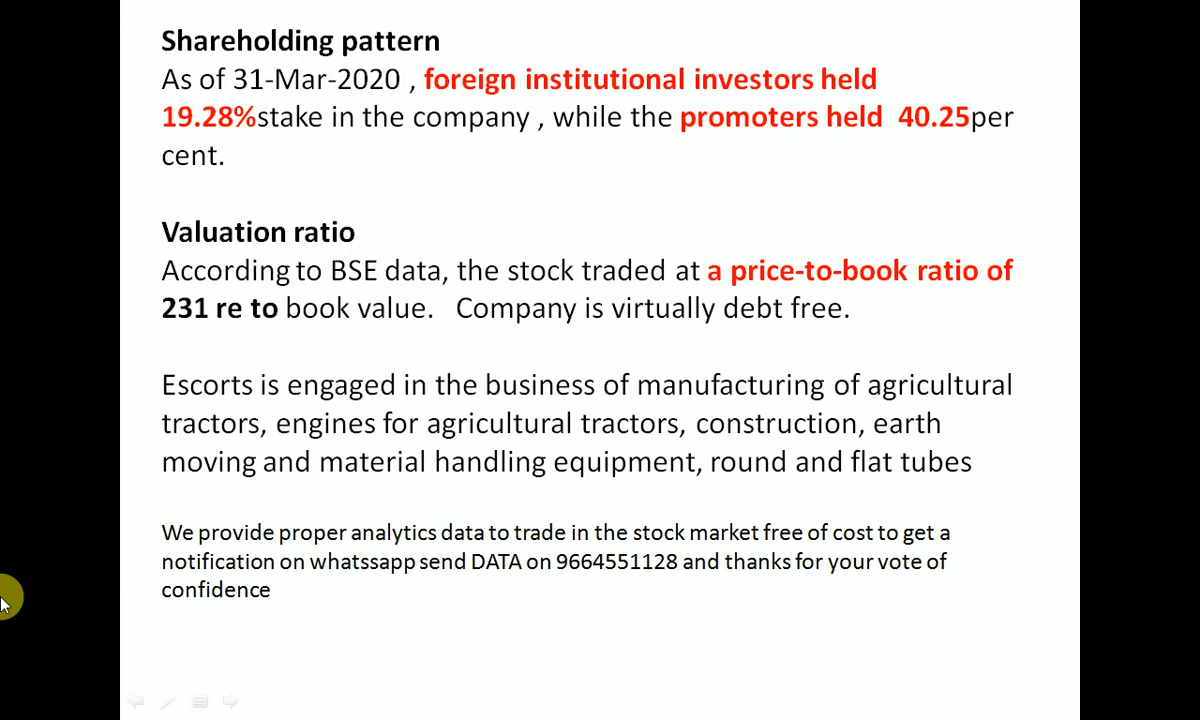 Shareholding pattern
As of 31-Mar-2020 , foreign institutional investors held
19.28%stake in the company , while the promoters held  40.25per
cent.
Valuation ratio
According to BSE data, the stock traded at a price-to-book ratio of
231 re to book value.   Company is virtually debt free.
Escorts is engaged in the business of manufacturing of agricultural
tractors, engines for agricultural tractors, construction, earth
moving and material handling equipment, round and flat tubes
We provide proper analytics data to trade in the stock market free of cost to get a
notification on whatssapp send DATA on 9664551128 and thanks for your vote of
confidence